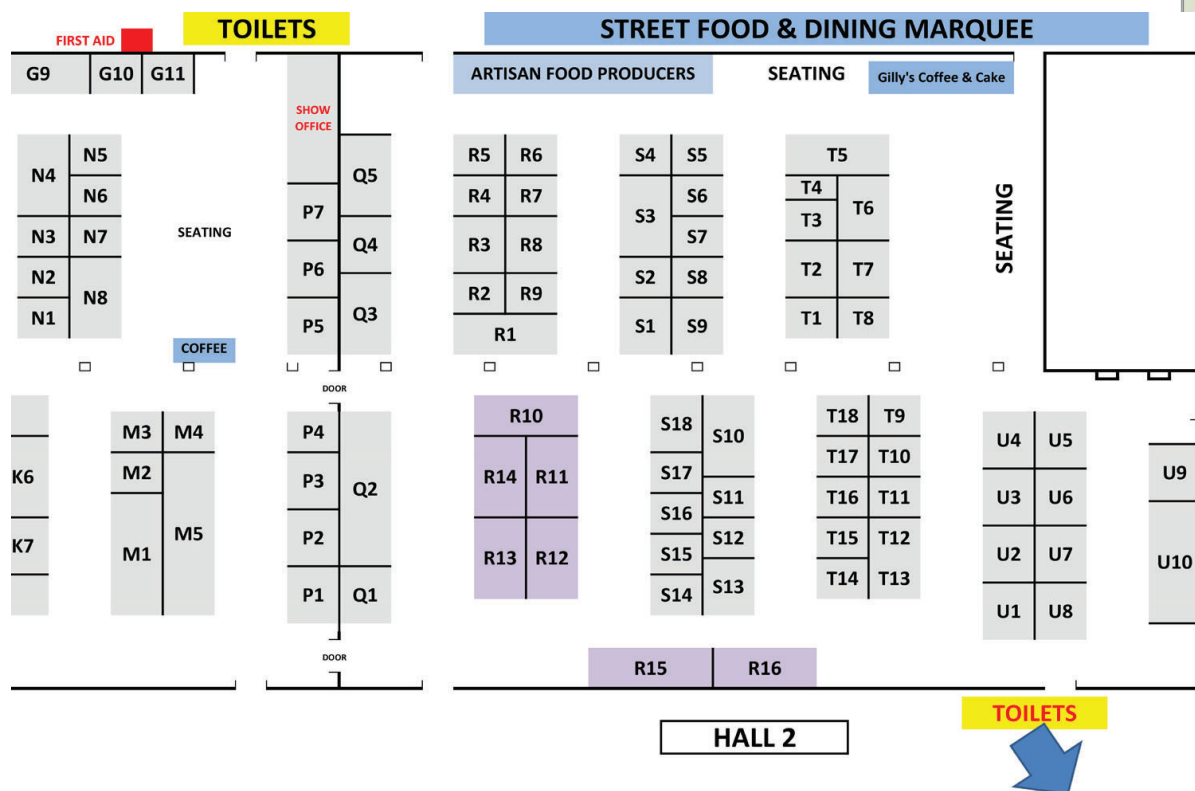 TOILETS
STREET FOOD & DINING MARQUEE
FIRST AID
G9 G10 G11
ARTISAN FOOD PRODUCERS
SEATING
Gilly's Coffee & Cake
SHOW
OFFICE
N4 N5
N6
N3 N7
N2
N8
N1
SEATING
COFFEE
P7
P6
P5
Q5
Q4
Q3
R5 R6
R4 R7
R3 R8
R2 R9
R1
S4 S5
S3 S6
S7
S2 S8
S1 S9
T5
T4
T3 T6
T2 T7
T1 T8
SEATING
DOOR
K6
K7
M3 M4
M2
M1 M5
P4
P3
P2
P1
Q2
Q1
R10
R14 R11
R13 R12
S18 S10
S17
S16 S11
S15 S12
S14 S13
T18 T9
T17 T10
T16 T11
T15 T12
T14 T13
U4 U5
U3 U6
U2 U7
U1 U8
U9
U10
DOOR
R15 R16
TOILETS
HALL 2